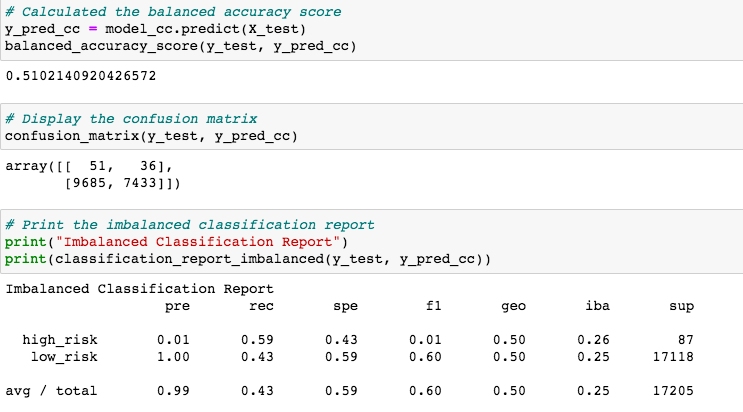 # Calculated the balanced accuracy score
y_pred_cc = model_cc.predict(X_test)
balanced_accuracy_score(y_test, y_pred_cc)
0.5102140920426572
# Display the confusion matrix
confusion_matrix(y_test, y_pred_cc)
array([[  51,   36],
       [9685, 7433]])
# Print the imbalanced classification report
print("Imbalanced Classification Report")
print(classification_report_imbalanced(y_test, y_pred_cc))
Imbalanced Classification Report
                   pre       rec       spe        f1       geo       iba       sup
  high_risk       0.01      0.59      0.43      0.01      0.50      0.26        87
   low_risk       1.00      0.43      0.59      0.60      0.50      0.25     17118
avg / total       0.99      0.43      0.59      0.60      0.50      0.25     17205